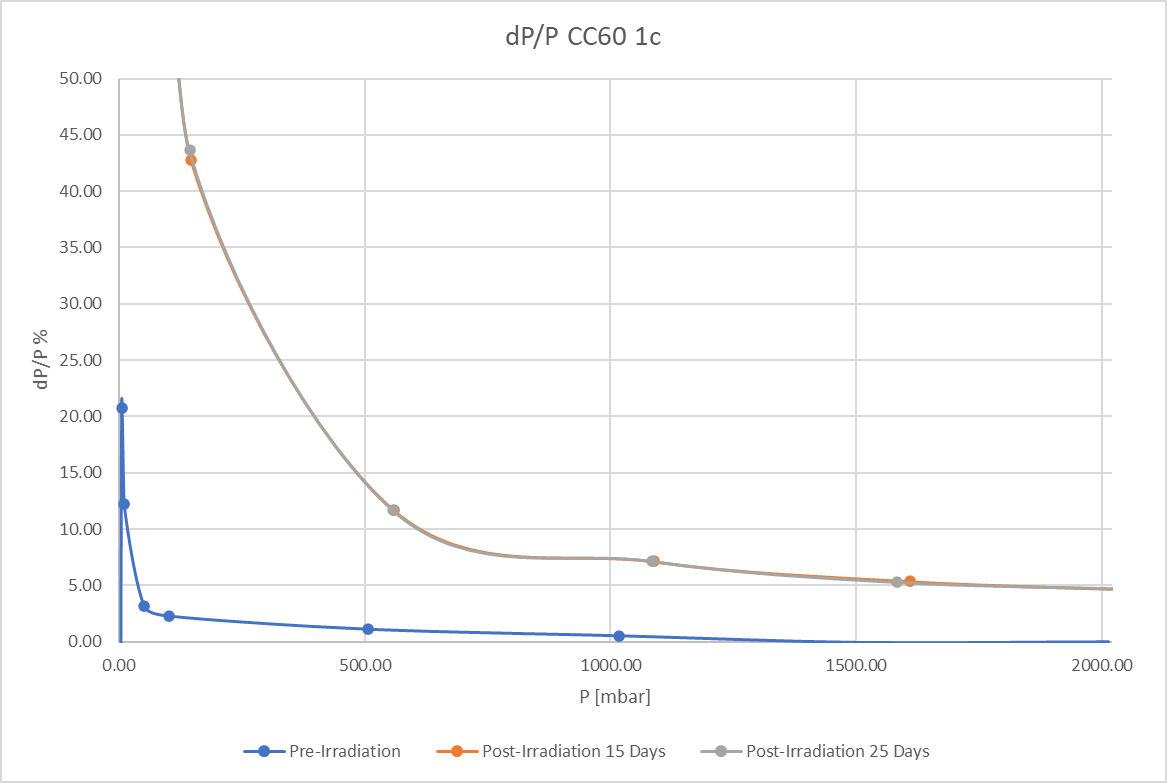 dP/P CC60 1c
50.00
45.00
40.00
35.00
30.00
25.00
20.00
15.00
10.00
5.00
0.00
dP/P %
0.00 500.00 1000.00 1500.00 2000.00
P [mbar]
Pre-Irradiation Post-Irradiation 15 Days Post-Irradiation 25 Days